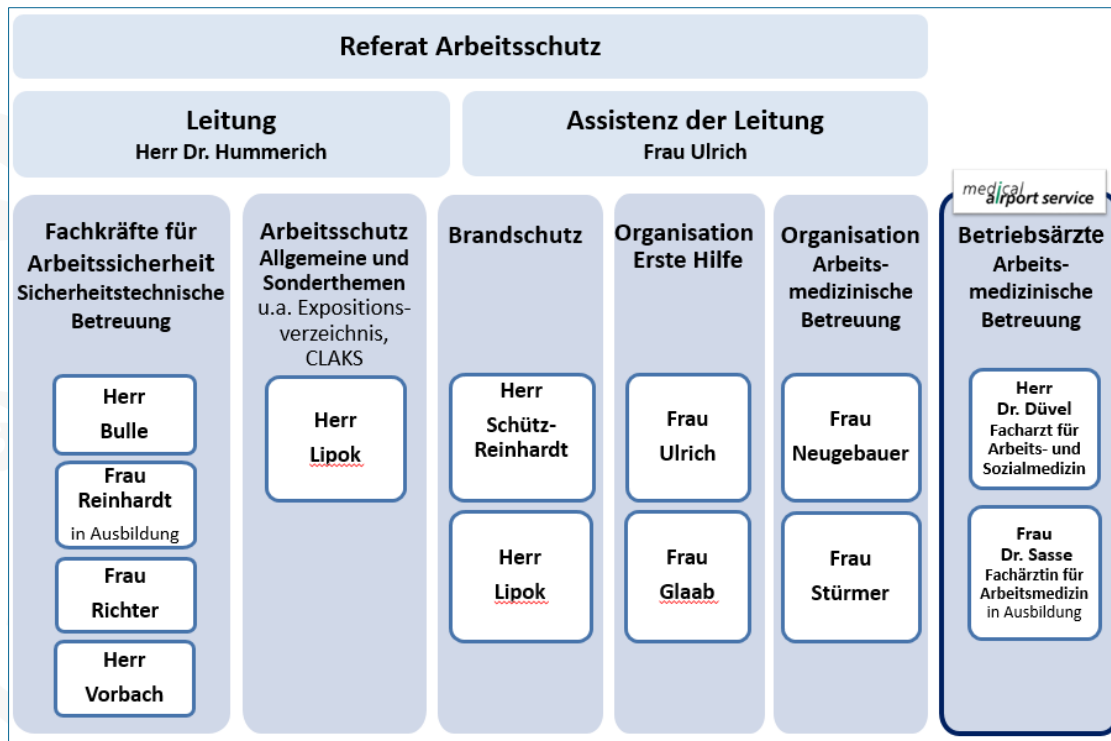 Referat Arbeitsschutz
Leitung
Herr Dr. Hummerich
Assistenz der Leitung
Frau Ulrich
Fachkräfte für
Arbeitssicherheit
Sicherheitstechnische
Betreuung
Herr
Bulle
Frau
Reinhardt
in Ausbildung
Frau
Richter
Herr
Vorbach
Arbeitsschutz
Allgemeine und
Sonderthemen
u.a. Expositions-
verzeichnis,
CLAKS
Herr
Lipok
Brandschutz
Herr
Schütz-
Reinhardt
Herr
Lipok
Organisation
Erste Hilfe
Frau
Ulrich
Frau
Glaab
Organisation
Arbeits-
medizinische
Betreuung
Frau
Neugebauer
Frau
Stürmer
medical
airport service
Betriebsärzte
Arbeits-
medizinische
Betreuung
Herr
Dr. Düvel
Facharzt für
Arbeits- und
Sozialmedizin
Frau
Dr. Sasse
Fachärztin für
Arbeitsmedizin
in Ausbildung